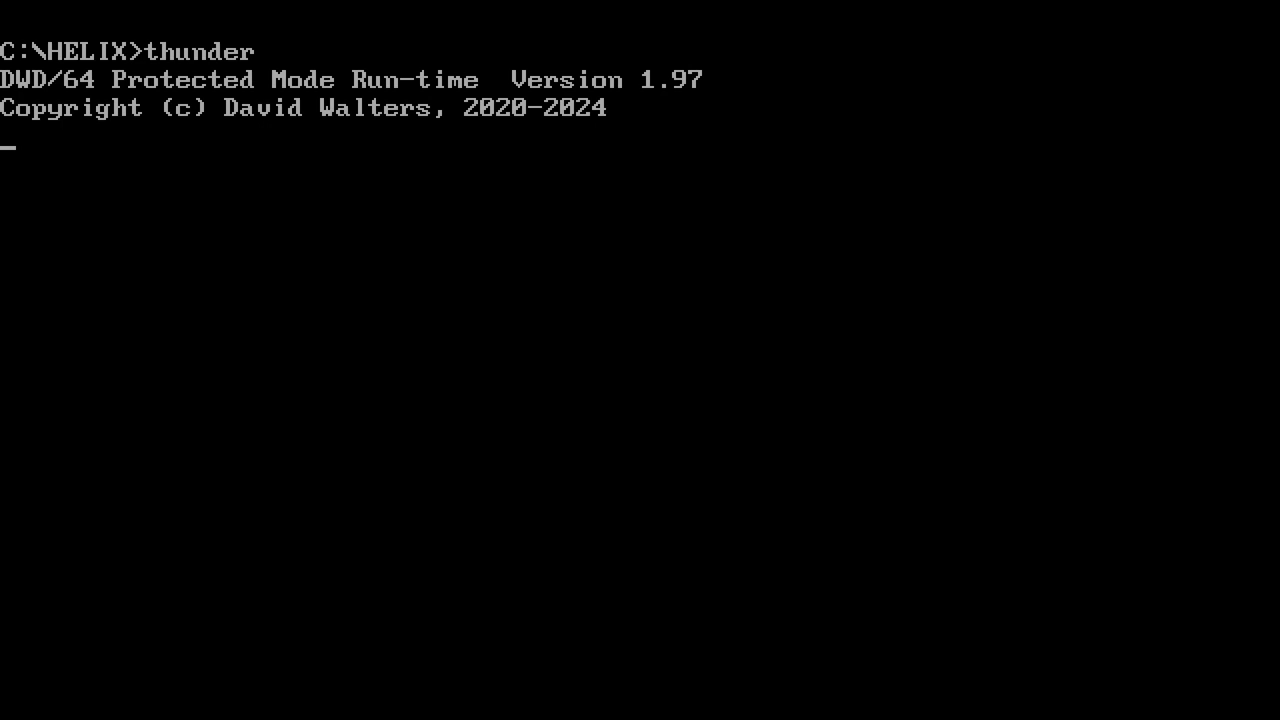 C:\HELIX>thunder
DWD/64 Protected Mode Run-time  Version 1.97
Copyright (c) David Walters, 2020-2024
_